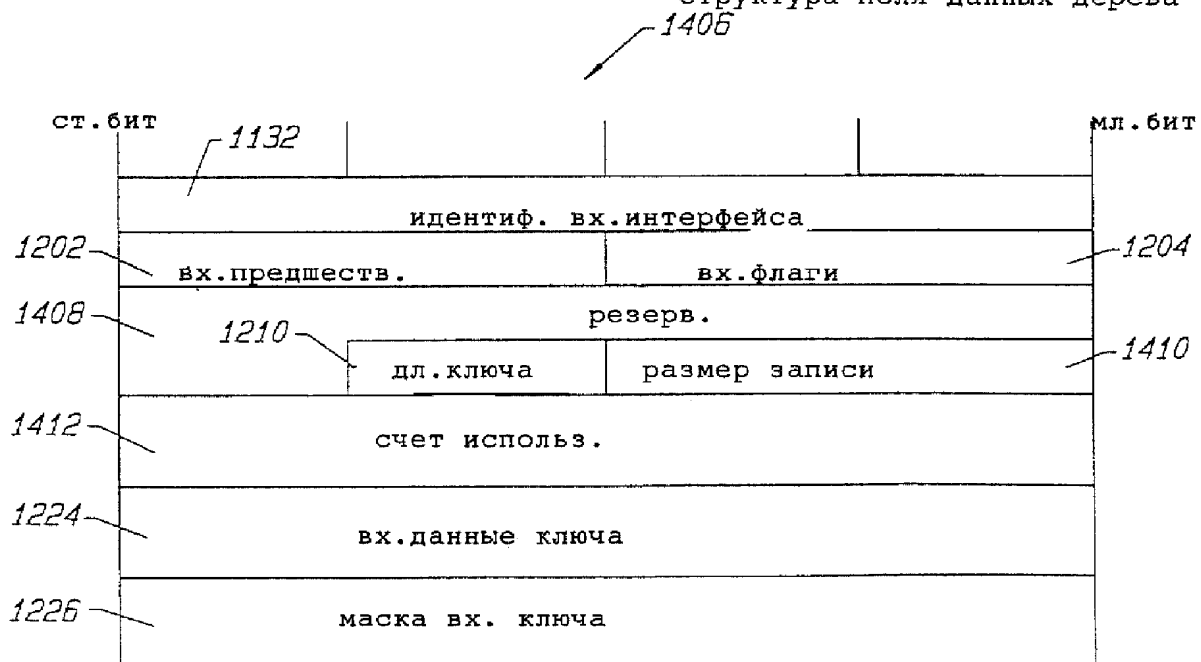 структура поля данных дерева
1406
ст.бит
мл.бит
1132
идентиф. вх.интерфейса
1202
вх.предшеств.
вх.флаги
1204
1408
резерв.
1210
дл.ключа
размер записи
1410
1412
счет использ.
1224
вх.данные ключа
1226
маска вх. ключа